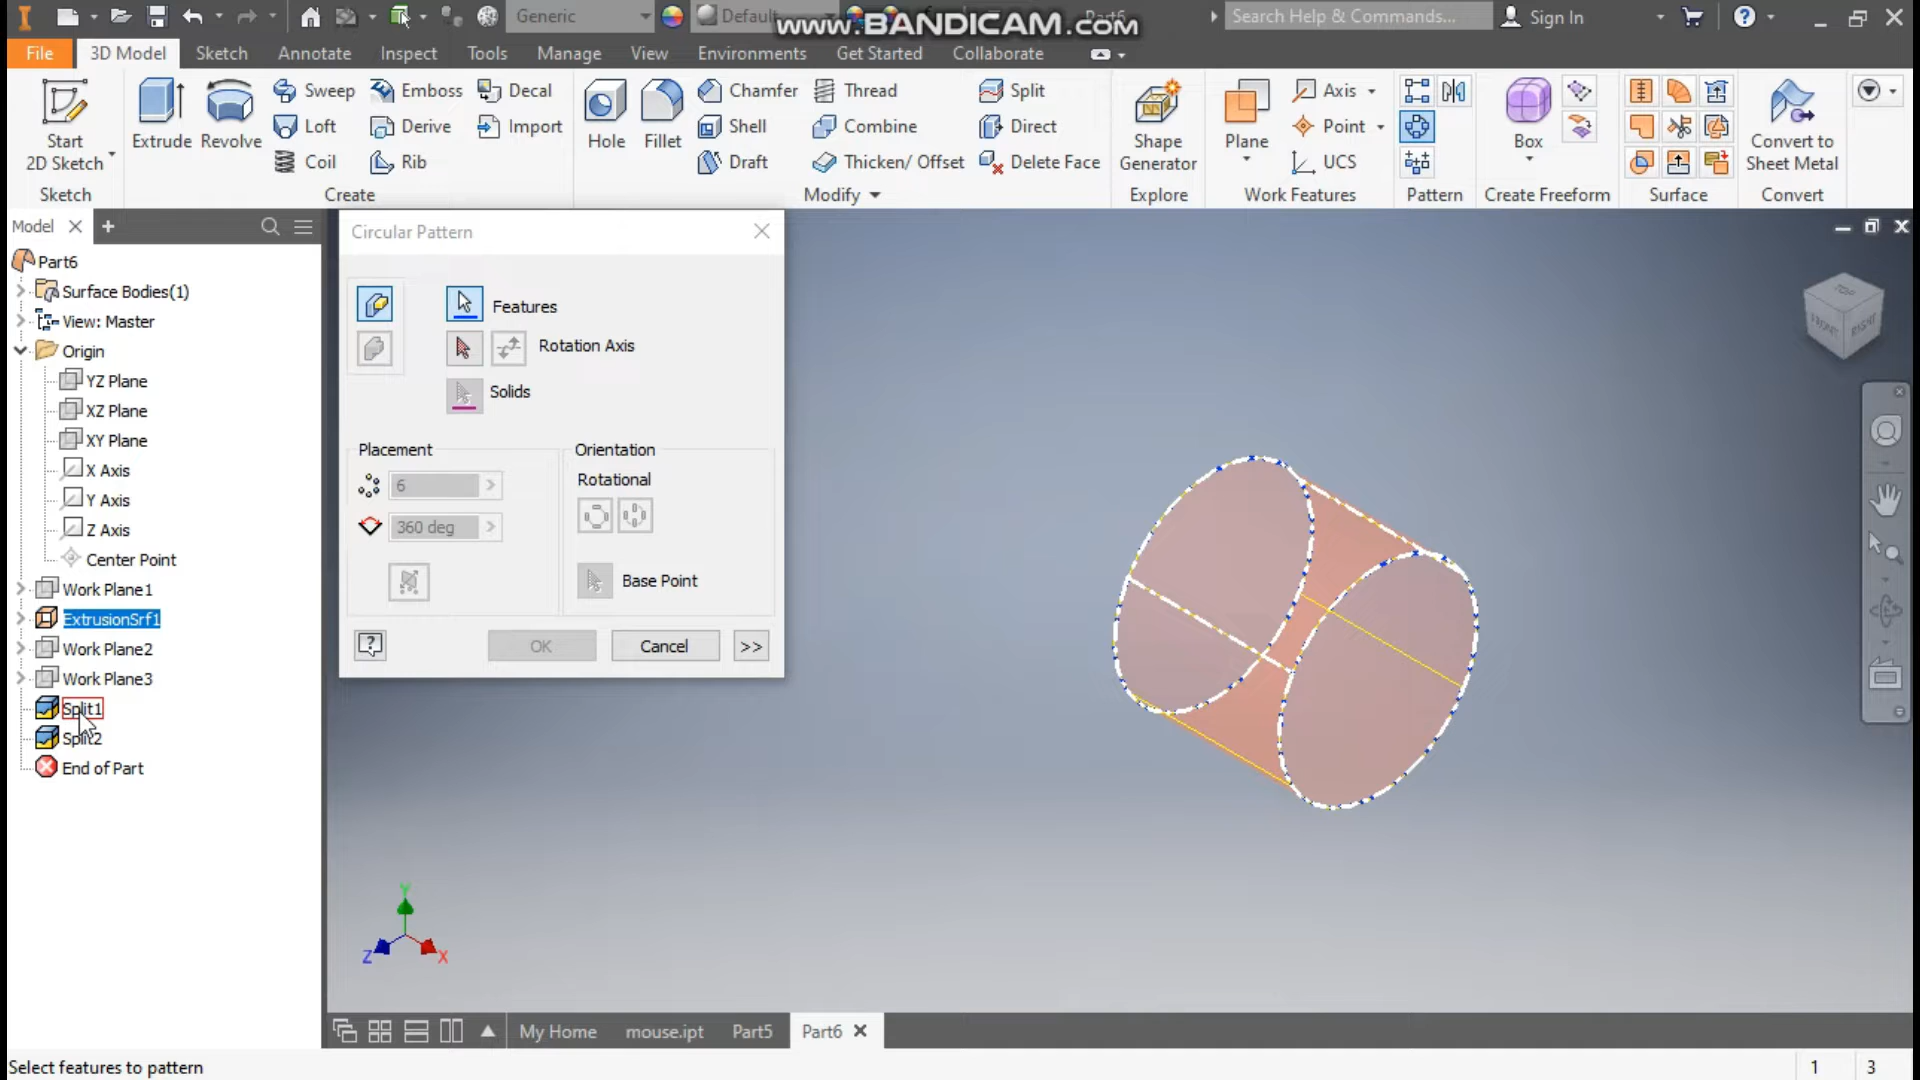 Generic
Default
www.BANDICAM.com
Search Help & Commands...
Sign In
File
3D Model
Sketch
Annotate
Inspect
Tools
Manage
View
Environments
Get Started
Collaborate
Start
2D Sketch
Extrude
Revolve
Sweep
Loft
Coil
Emboss
Derive
Rib
Decal
Import
Hole
Fillet
Chamfer
Shell
Draft
Thread
Combine
Thicken/ Offset
Split
Direct
Delete Face
Shape
Generator
Plane
Axis
Point
UCS
Box
Convert to
Sheet Metal
Sketch
Create
Modify
Explore
Work Features
Pattern
Create Freeform
Surface
Convert
Model
Part6
Surface Bodies(1)
View: Master
Origin
YZ Plane
XZ Plane
XY Plane
X Axis
Y Axis
Z Axis
Center Point
Work Plane1
ExtrusionSrf1
Work Plane2
Work Plane3
Split1
Split2
End of Part
Circular Pattern
Features
Rotation Axis
Solids
Placement
6
360 deg
Orientation
Rotational
Base Point
OK
Cancel
>>
TOP
FRONT
RIGHT
Y
Z
X
My Home
mouse.ipt
Part5
Part6
Select features to pattern
1
3